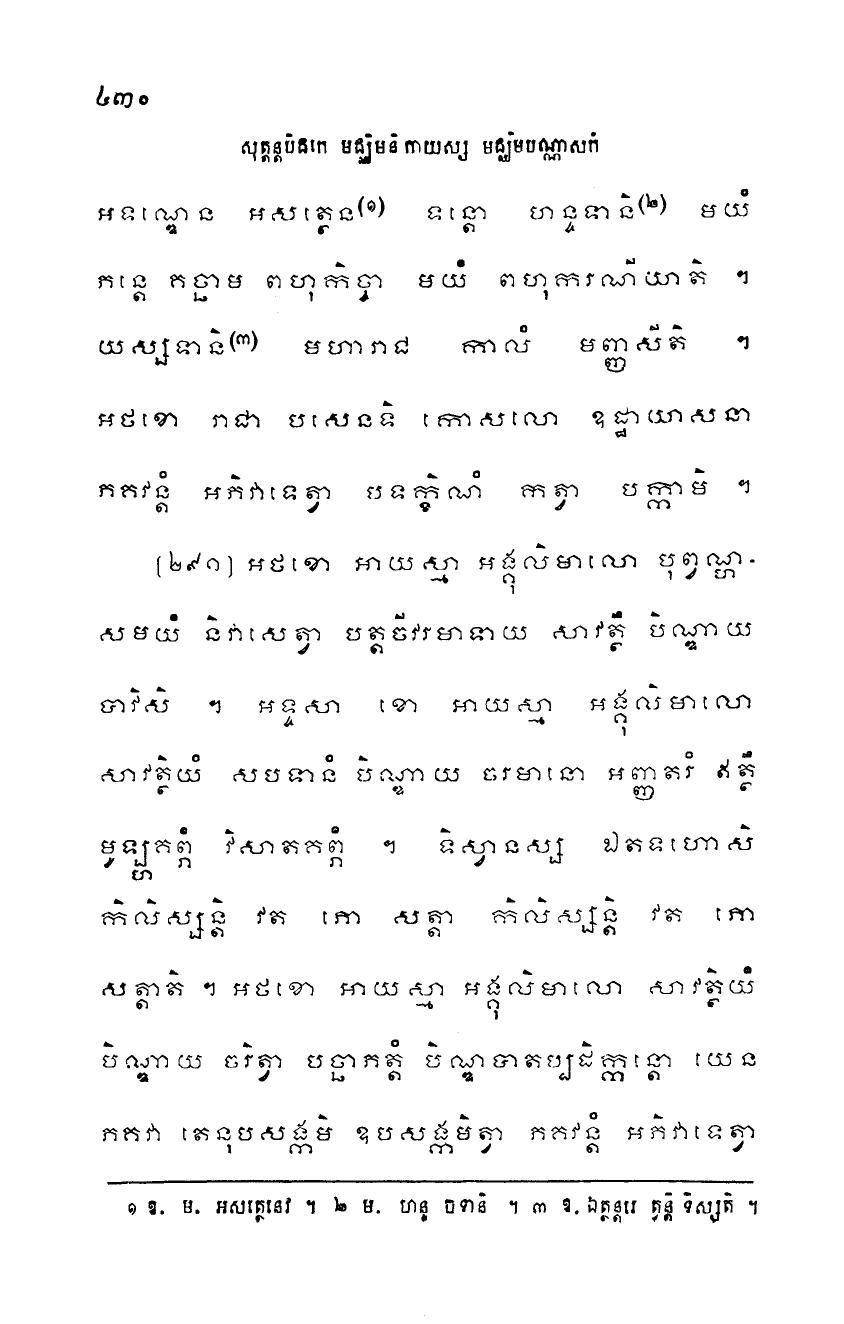 ៤៣០
សុត្តន្តបិដកេ មជ្ឈិមនិកាយស្ស មជ្ឈិមបណ្ណាសកំ
អទណ្ឌេន អសត្ថេន(១) ទន្តោ ហន្ទទានិ(២) មយំ
ភន្តេ គច្ឆាម ពហុកិច្ចា មយំ ពហុករណីយាតិ ។
យស្សទានិ(៣) មហារាជ កាលំ មញ្ញសីតិ ។
អថខោ រាជា បសេនទិ កោសលោ ឧដ្ឋាយាសនា
ភគវន្តំ អភិវាទេត្វា បទក្ខិណំ កត្វា បក្កាមិ ។
[២៩១] អថខោ អាយស្មា អង្គុលិមាលោ បុព្វណ្ហ-
សមយំ និវាសេត្វា បត្តចីវរមាទាយ សាវត្ថឹ បិណ្ឌាយ
បាវិសិ ។ អទ្ទសា ខោ អាយស្មា អង្គុលិមាលោ
សាវត្ថិយំ សបទានំ បិណ្ឌាយ ចរមានោ អញ្ញតរំ ឥត្ថឹ
មូឡ្ហគព្ភំ វិសាតគព្ភំ ។ ទិស្វានស្ស ឯតទហោសិ
កិលិស្សន្តិ វត ភោ សត្តា កិលិស្សន្តិ វត ភោ
សត្តាតិ ។ អថខោ អាយស្មា អង្គុលិមាលោ សាវត្ថិយំ
បិណ្ឌាយ ចរិត្វា បច្ឆាភត្តំ បិណ្ឌបាតប្បដិក្កន្តោ យេន
ភគវា តេនុបសង្កមិ ឧបសង្កមិត្វា ភគវន្តំ អភិវាទេត្វា
១ ឱ. ម. អសត្ថេនេវ ។ ២ ម. ហន្ទ ចទានិ ។ ៣ ឱ. ឯត្ថន្តរេ ត្វន្តិ ទិស្សតិ ។